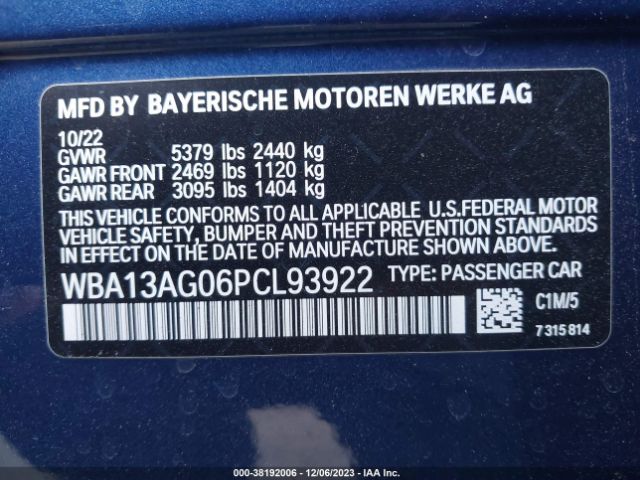 MFD BY BAYERISCHE MOTOREN WERKE AG
10/22
GVWR 5379 lbs 2440 kg
GAWR FRONT 2469 lbs 1120 kg
GAWR REAR 3095 lbs 1404 kg
THIS VEHICLE CONFORMS TO ALL APPLICABLE U.S.FEDERAL MOTOR
VEHICLE SAFETY, BUMPER AND THEFT PREVENTION STANDARDS
IN EFFECT ON THE DATE OF MANUFACTURE SHOWN ABOVE.
WBA13AG06PCL93922 TYPE: PASSENGER CAR
C1M/5
7 315 814
000-38192006 - 12/06/2023 - IAA Inc.